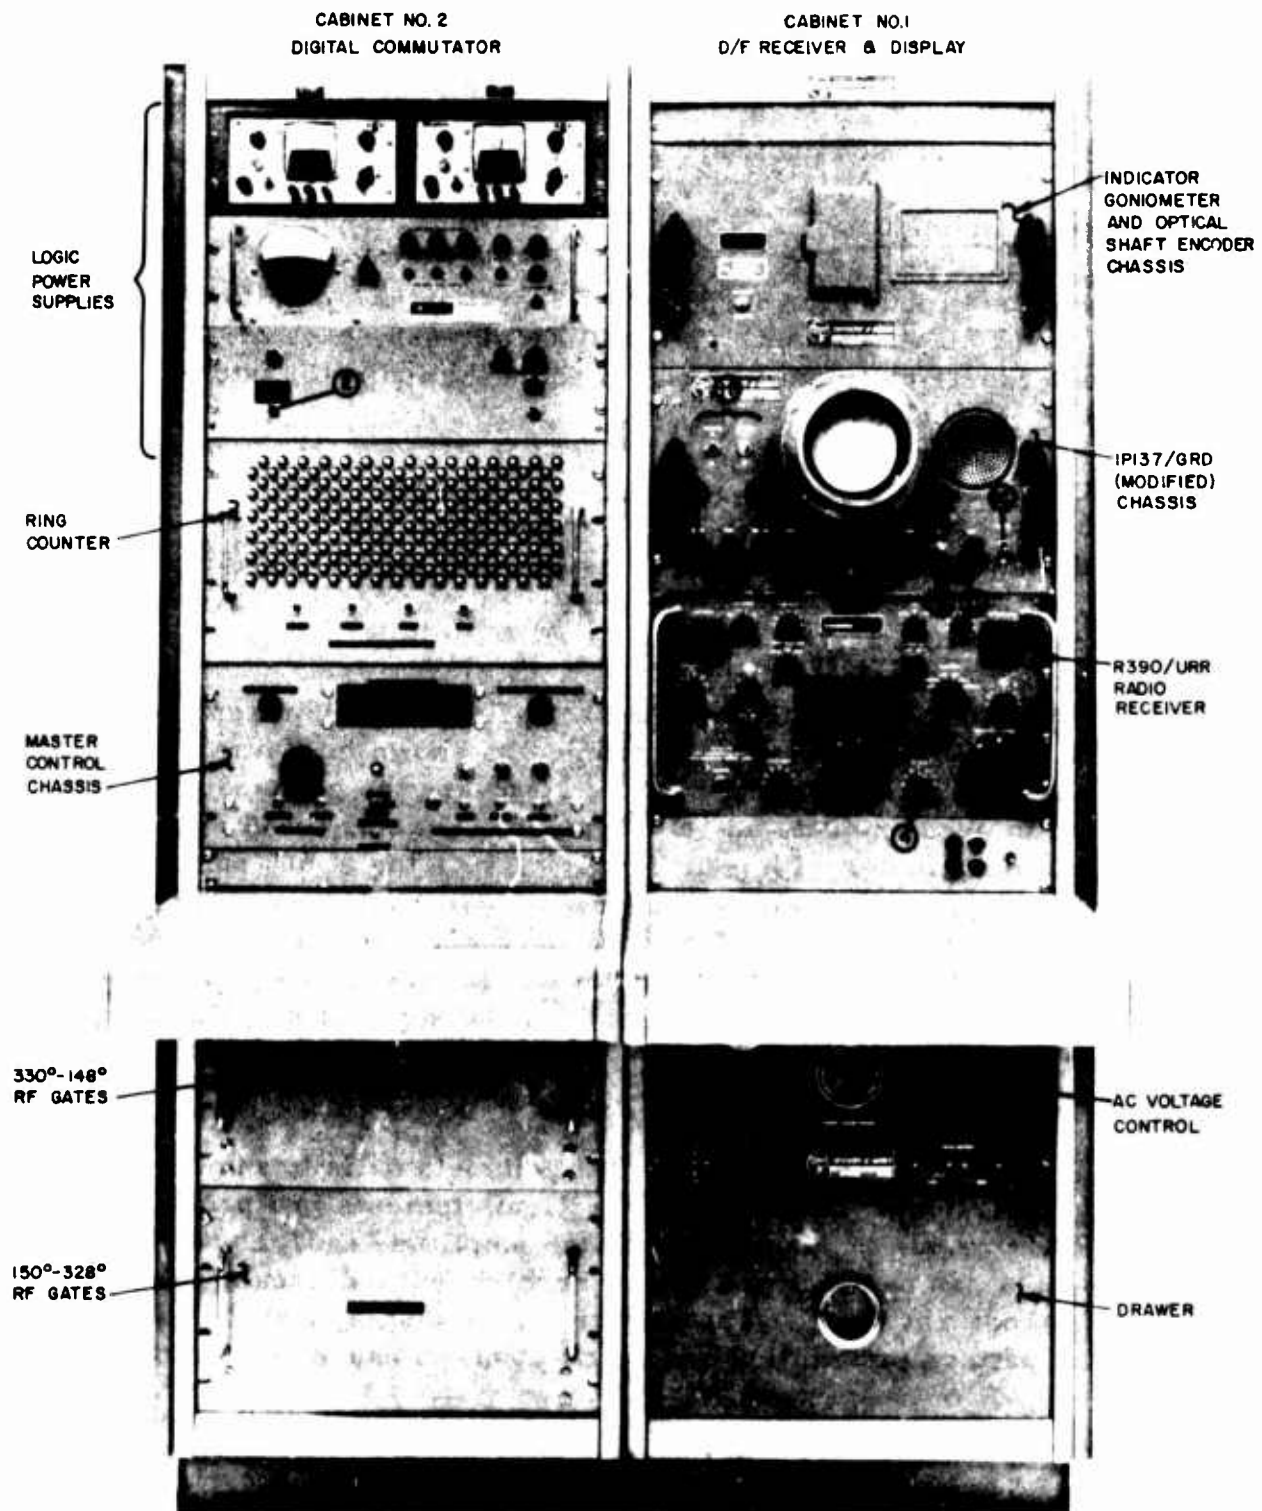 CABINET NO. 2
DIGITAL COMMUTATOR
CABINET NO.1
D/F RECEIVER & DISPLAY
LOGIC
POWER
SUPPLIES
RING
COUNTER
MASTER
CONTROL
CHASSIS
330°-148°
RF GATES
150°-328°
RF GATES
INDICATOR
GONIOMETER
AND OPTICAL
SHAFT ENCODER
CHASSIS
IP137/GRD
(MODIFIED)
CHASSIS
R390/URR
RADIO
RECEIVER
AC VOLTAGE
CONTROL
DRAWER